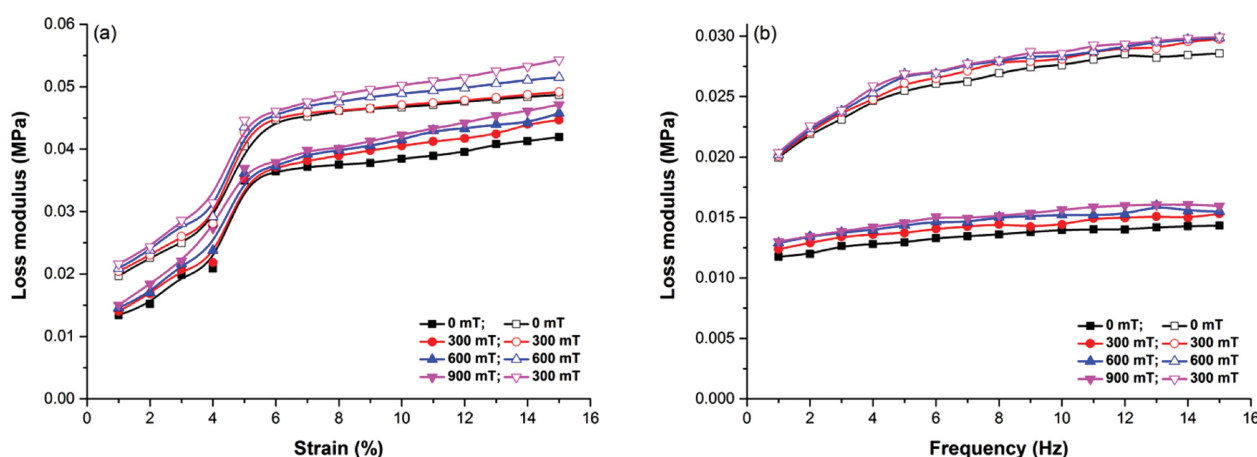 (a)
Loss modulus (MPa)
0.06
0.05
0.04
0.03
0.02
0.01
0.00
0 2 4 6 8 10 12 14 16
Strain (%)
0 mT; 0 mT
300 mT; 300 mT
600 mT; 600 mT
900 mT; 300 mT
(b)
Loss modulus (MPa)
0.030
0.025
0.020
0.015
0.010
0.005
0.000
0 2 4 6 8 10 12 14 16
Frequency (Hz)
0 mT; 0 mT
300 mT; 300 mT
600 mT; 600 mT
900 mT; 300 mT